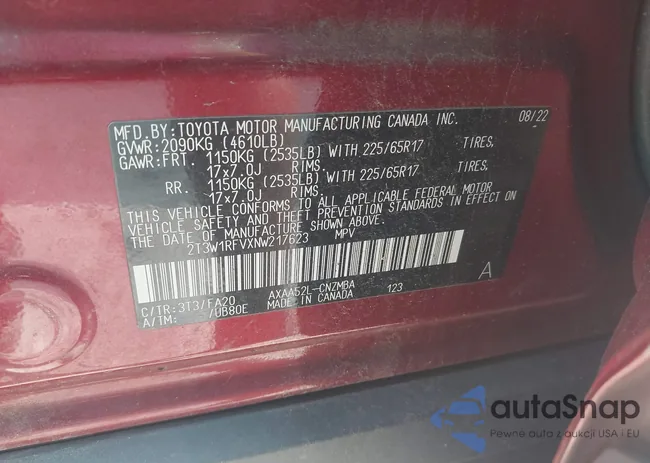 MFD.BY:TOYOTA MOTOR MANUFACTURING CANADA INC. 08/22
GVWR:2090KG (4610LB)
GAWR:FRT. 1150KG (2535LB) WITH 225/65R17 TIRES,
17x7.0J RIMS.
RR. 1150KG (2535LB) WITH 225/65R17 TIRES,
17x7.0J RIMS.
THIS VEHICLE CONFORMS TO ALL APPLICABLE FEDERAL MOTOR
VEHICLE SAFETY AND THEFT PREVENTION STANDARDS IN EFFECT ON
THE DATE OF MANUFACTURE SHOWN ABOVE.
2T3W1RFVXNW217623 MPV
A
C/TR:3T3/FA20 AXAA52L-CNZMBA 123
A/TM: /UB80E MADE IN CANADA
autaSnap
Pewne auta z aukcji USA i EU